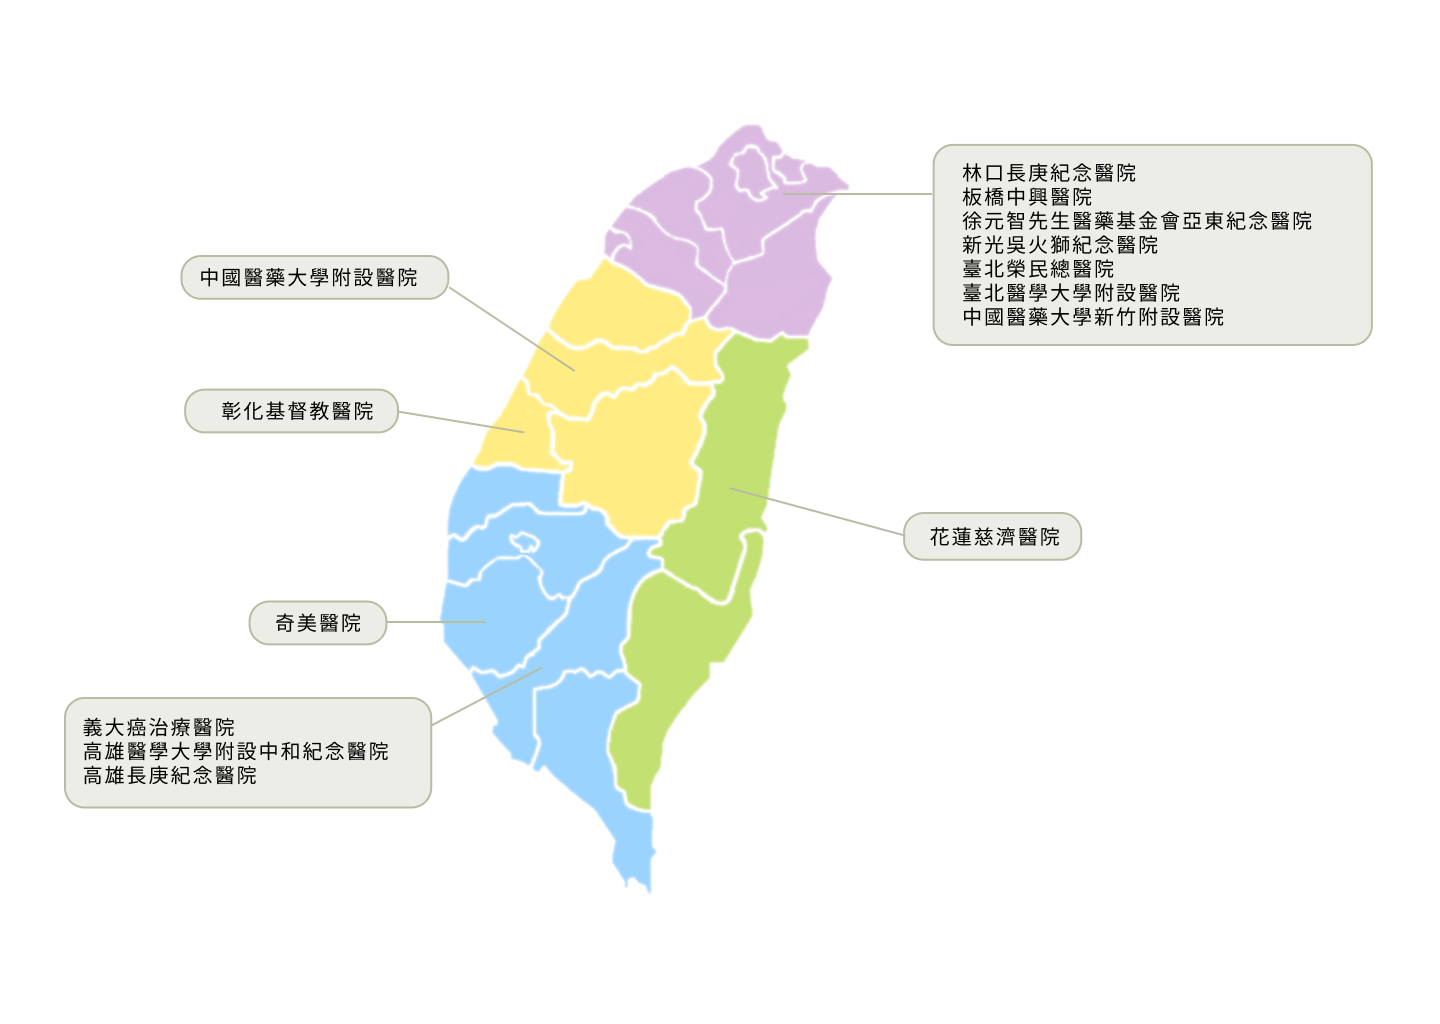 林口長庚紀念醫院
板橋中興醫院
徐元智先生醫藥基金會亞東紀念醫院
新光吳火獅紀念醫院
臺北榮民總醫院
臺北醫學大學附設醫院
中國醫藥大學新竹附設醫院
中國醫藥大學附設醫院
彰化基督教醫院
花蓮慈濟醫院
奇美醫院
義大癌治療醫院
高雄醫學大學附設中和紀念醫院
高雄長庚紀念醫院